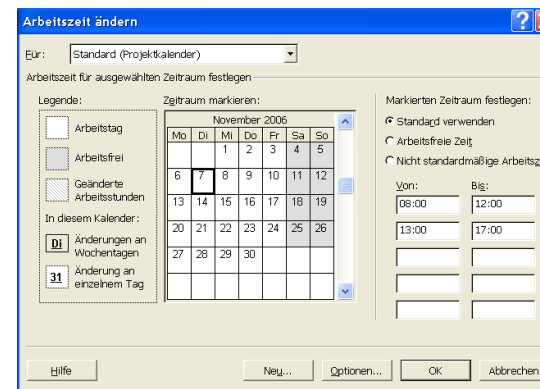 Arbeitszeit ändern
Für: Standard (Projektkalender)
Arbeitszeit für ausgewählten Zeitraum festlegen
Legende:
Arbeitstag
Arbeitsfrei
Geänderte
Arbeitsstunden
In diesem Kalender:
Di Änderungen an
Wochentagen
31 Änderung an
einzelnem Tag
Zeitraum markieren:
November 2006
Mo Di Mi Do Fr Sa So
1 2 3 4 5
6 7 8 9 10 11 12
13 14 15 16 17 18 19
20 21 22 23 24 25 26
27 28 29 30
Markierten Zeitraum festlegen:
Standard verwenden
Arbeitsfreie Zeit
Nicht standardmäßige Arbeitsz
Von: Bis:
08:00 12:00
13:00 17:00
Hilfe Neu... Optionen... OK Abbrechen